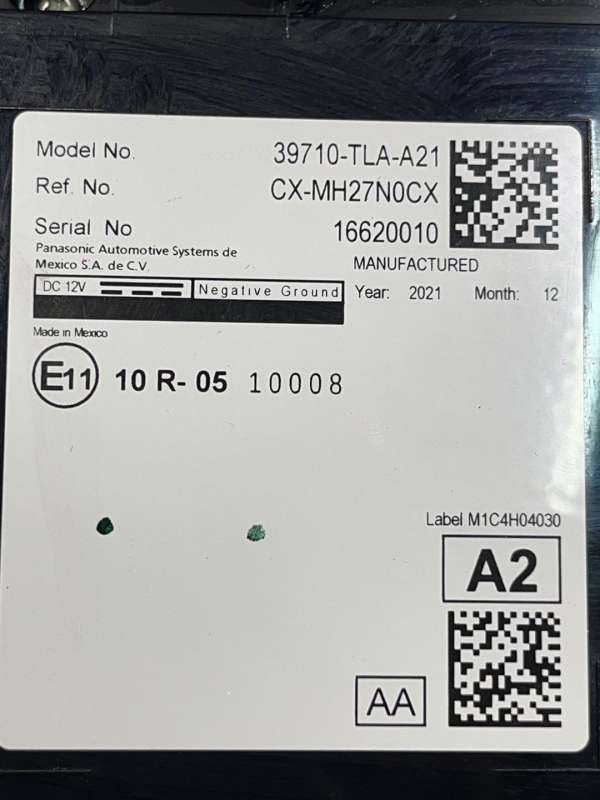 Model No. 39710-TLA-A21
Ref. No. CX-MH27N0CX
Serial No 16620010
Panasonic Automotive Systems de
Mexico S.A. de C.V.
MANUFACTURED
DC 12V Negative Ground Year: 2021 Month: 12
Made in Mexico
E11 10 R- 05 10008
Label M1C4H04030
A2
AA